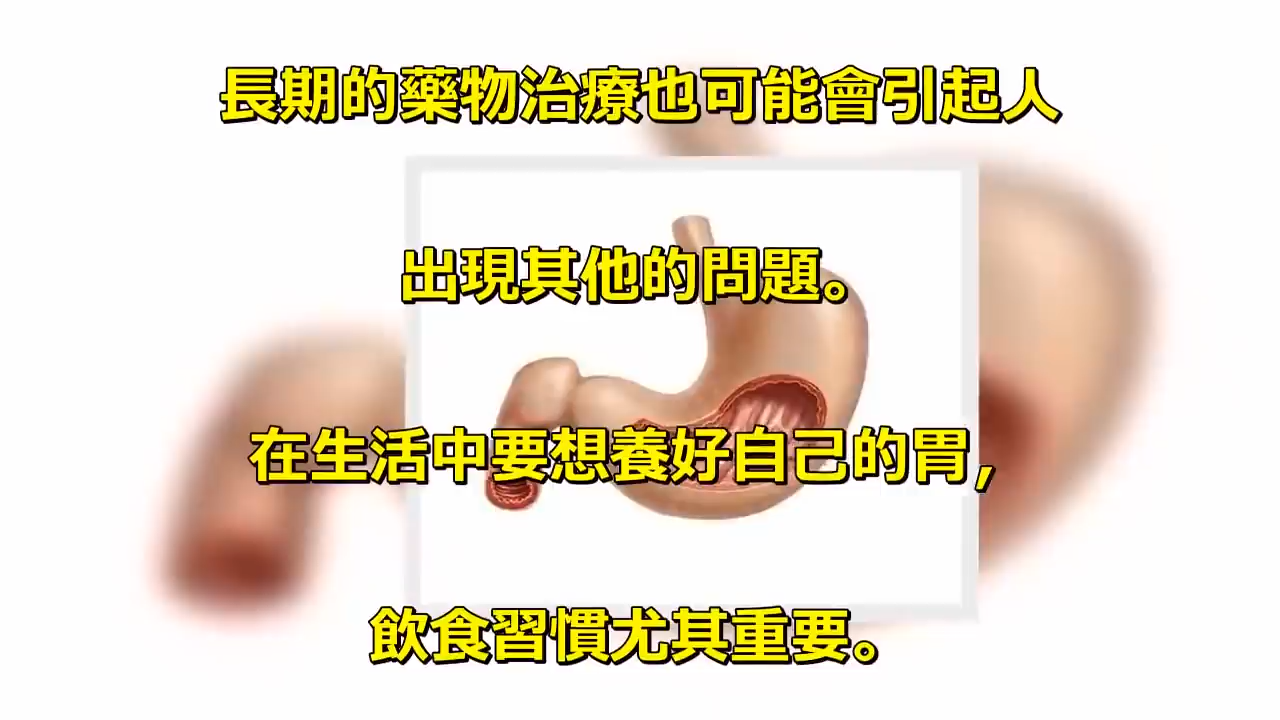 長期的藥物治療也可能會引起人
出現其他的問題。
在生活中要想養好自己的胃，
飲食習慣尤其重要。